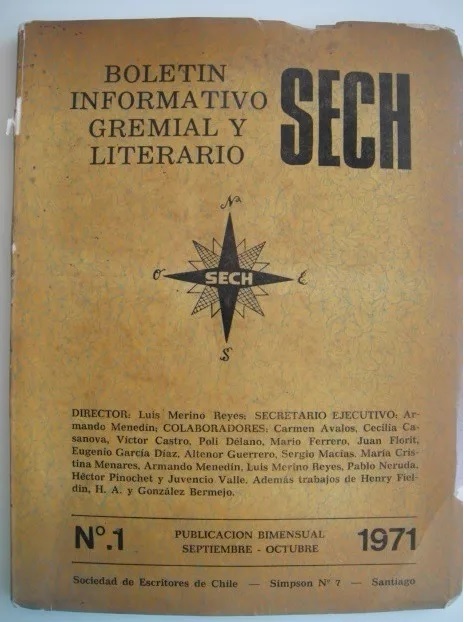 BOLETIN
INFORMATIVO
GREMIAL Y
LITERARIO
SECH
N
O
SECH
E
S
DIRECTOR: Luis Merino Reyes; SECRETARIO EJECUTIVO: Ar-
mando Menedín; COLABORADORES: Carmen Avalos, Cecilia Ca-
sanova, Víctor Castro, Poli Délano, Mario Ferrero, Juan Florit,
Eugenio García Díaz, Altenor Guerrero, Sergio Macías, María Cris-
tina Menares, Armando Menedín, Luis Merino Reyes, Pablo Neruda,
Héctor Pinochet y Juvencio Valle. Además trabajos de Henry Fiel-
din, H. A. y González Bermejo.
Nº.1
PUBLICACION BIMENSUAL
SEPTIEMBRE - OCTUBRE
1971
Sociedad de Escritores de Chile — Simpson Nº 7 — Santiago